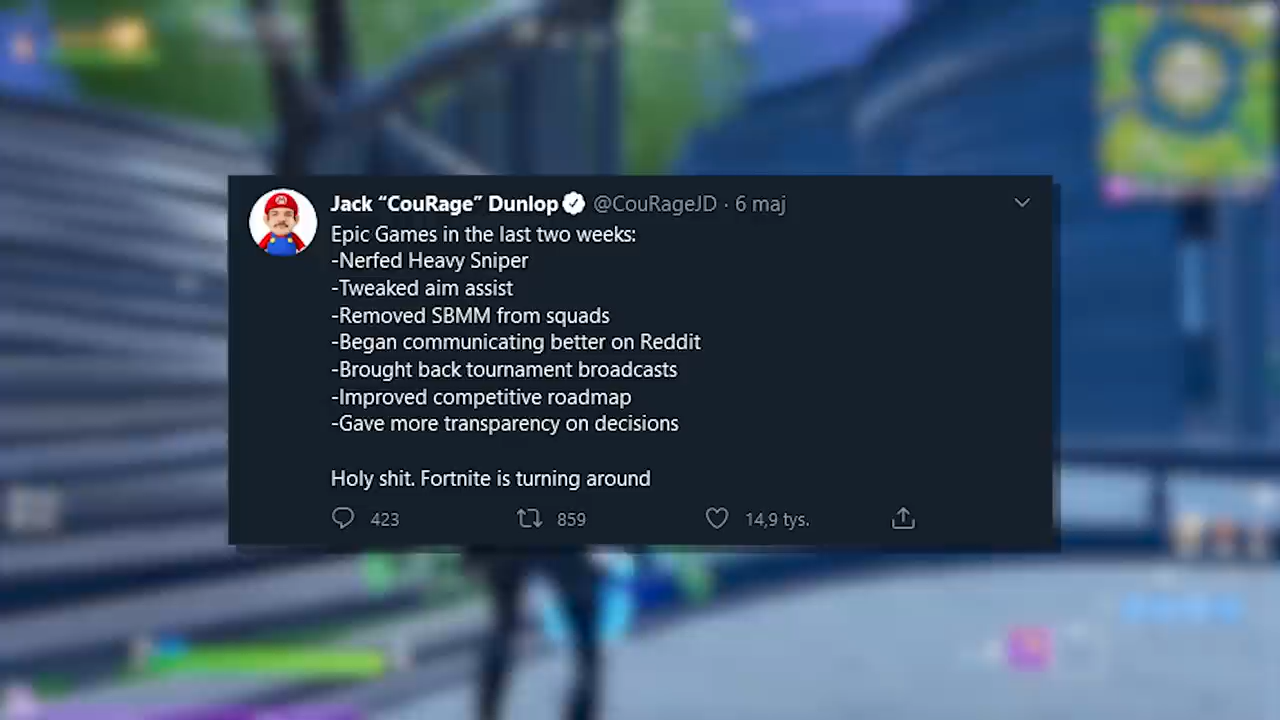 Jack “CouRage” Dunlop @CouRageJD · 6 maj
Epic Games in the last two weeks:
-Nerfed Heavy Sniper
-Tweaked aim assist
-Removed SBMM from squads
-Began communicating better on Reddit
-Brought back tournament broadcasts
-Improved competitive roadmap
-Gave more transparency on decisions
Holy shit. Fortnite is turning around
423 859 14,9 tys.